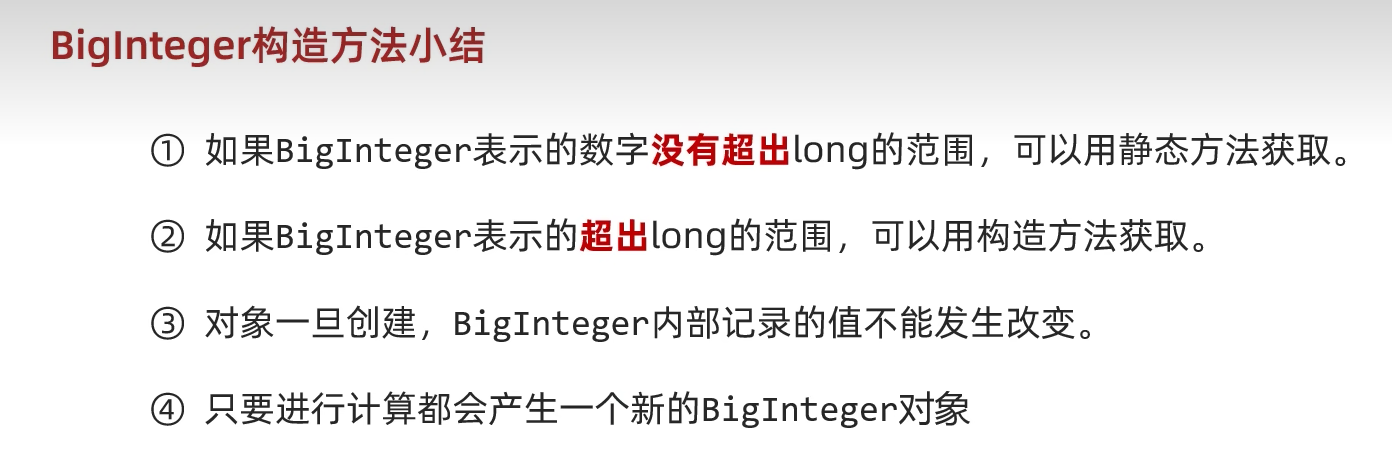 BigInteger构造方法小结
① 如果BigInteger表示的数字没有超出long的范围，可以用静态方法获取。
② 如果BigInteger表示的超出long的范围，可以用构造方法获取。
③ 对象一旦创建，BigInteger内部记录的值不能发生改变。
④ 只要进行计算都会产生一个新的BigInteger对象